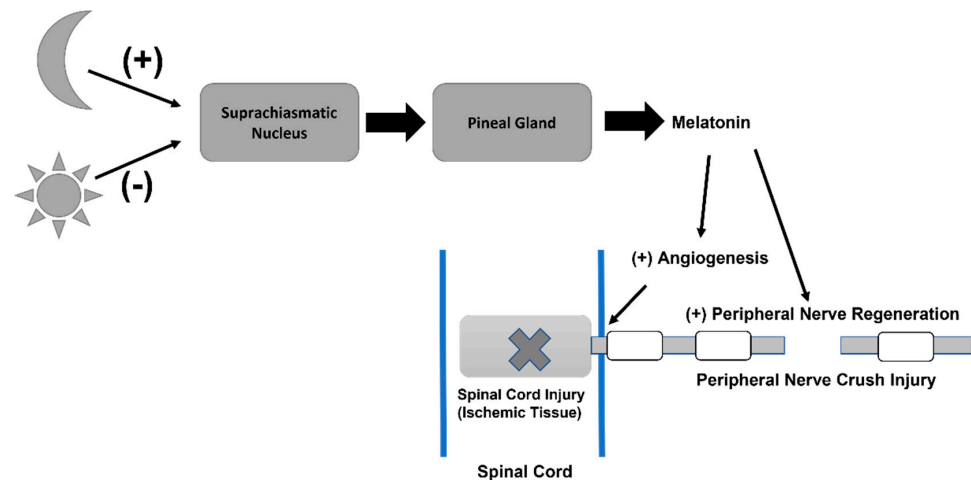 (+)
(-)
Suprachiasmatic
Nucleus
Pineal Gland
Melatonin
(+) Angiogenesis
(+) Peripheral Nerve Regeneration
Peripheral Nerve Crush Injury
Spinal Cord Injury
(Ischemic Tissue)
Spinal Cord